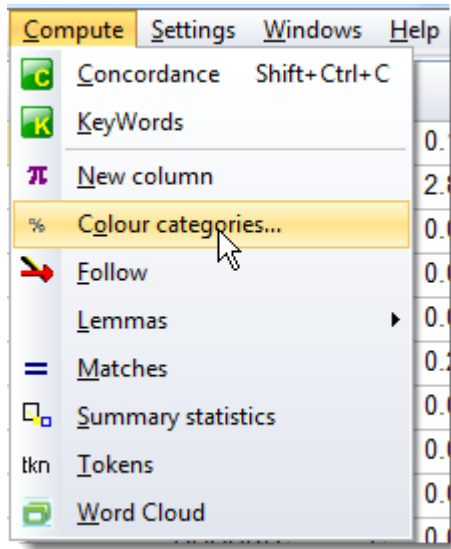 Compute Settings Windows Help
C Concordance Shift+Ctrl+C
K KeyWords
π New column
% Colour categories...
Follow
Lemmas
= Matches
Summary statistics
tkn Tokens
Word Cloud